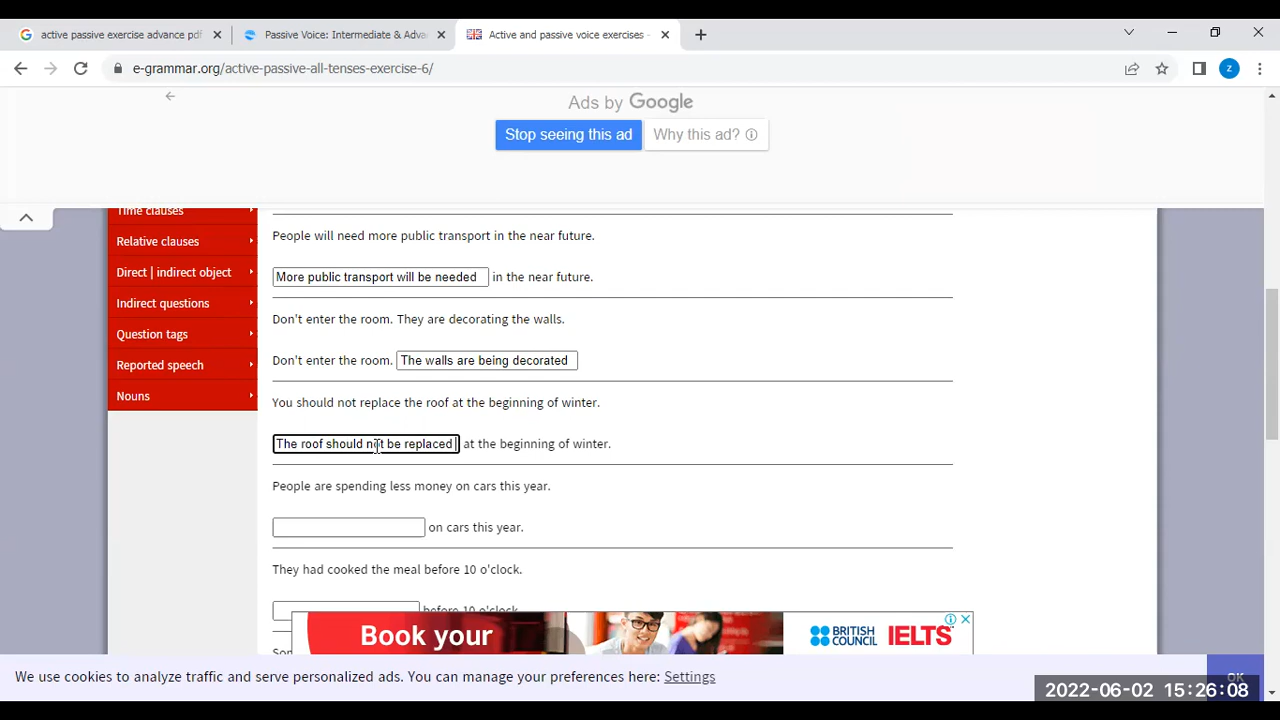 active passive exercise advance pdf
Passive Voice: Intermediate & Adva
Active and passive voice exercises -
e-grammar.org/active-passive-all-tenses-exercise-6/
z
Ads by Google
Stop seeing this ad
Why this ad?
Time clauses
Relative clauses
Direct | indirect object
Indirect questions
Question tags
Reported speech
Nouns
People will need more public transport in the near future.
More public transport will be needed in the near future.
Don't enter the room. They are decorating the walls.
Don't enter the room. The walls are being decorated
You should not replace the roof at the beginning of winter.
The roof should not be replaced at the beginning of winter.
People are spending less money on cars this year.
on cars this year.
They had cooked the meal before 10 o'clock.
before 10 o'clock.
Book your
BRITISH COUNCIL IELTS
We use cookies to analyze traffic and serve personalized ads. You can manage your preferences here: Settings
OK
2022-06-02 15:26:08